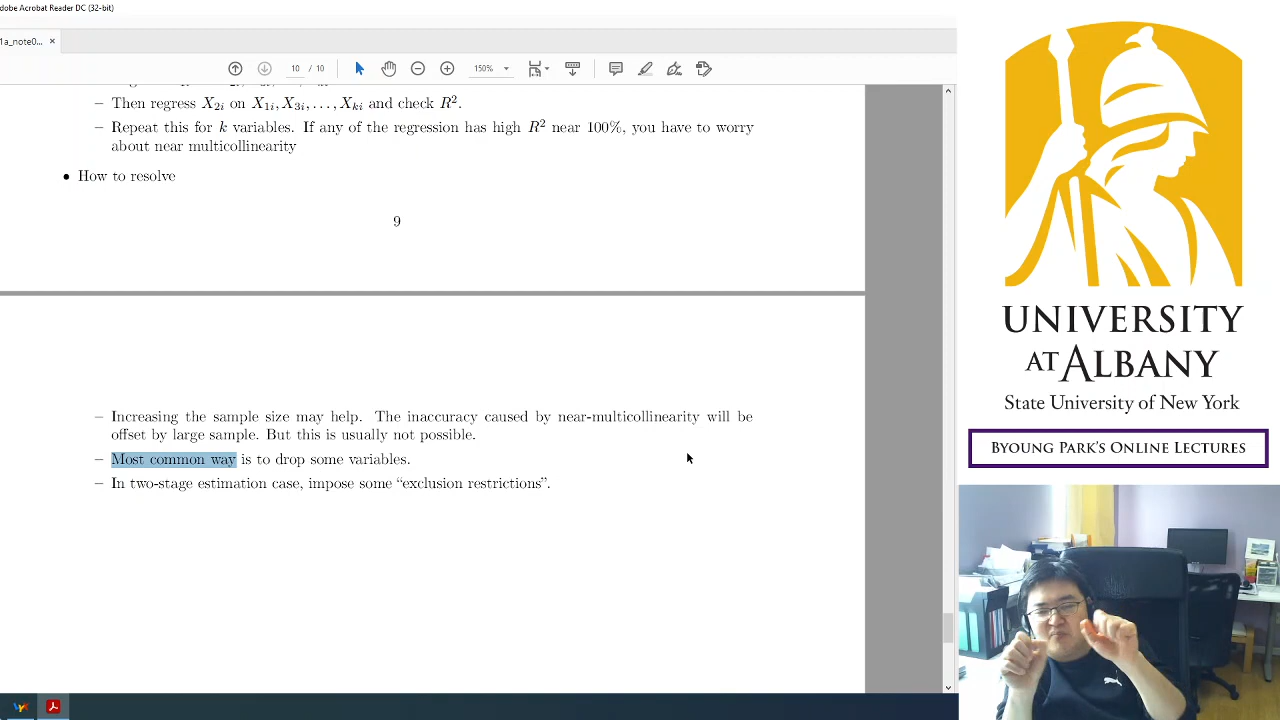 dobe Acrobat Reader DC (32-bit)
1a_note0... ×
10 / 10
150%
– Then regress X2i on X1i, X3i, . . . , Xki and check R².
– Repeat this for k variables. If any of the regression has high R² near 100%, you have to worry
about near multicollinearity
• How to resolve
9
– Increasing the sample size may help. The inaccuracy caused by near-multicollinearity will be
offset by large sample. But this is usually not possible.
– Most common way is to drop some variables.
– In two-stage estimation case, impose some “exclusion restrictions”.
UNIVERSITY
AT ALBANY
State University of New York
BYOUNG PARK'S ONLINE LECTURES